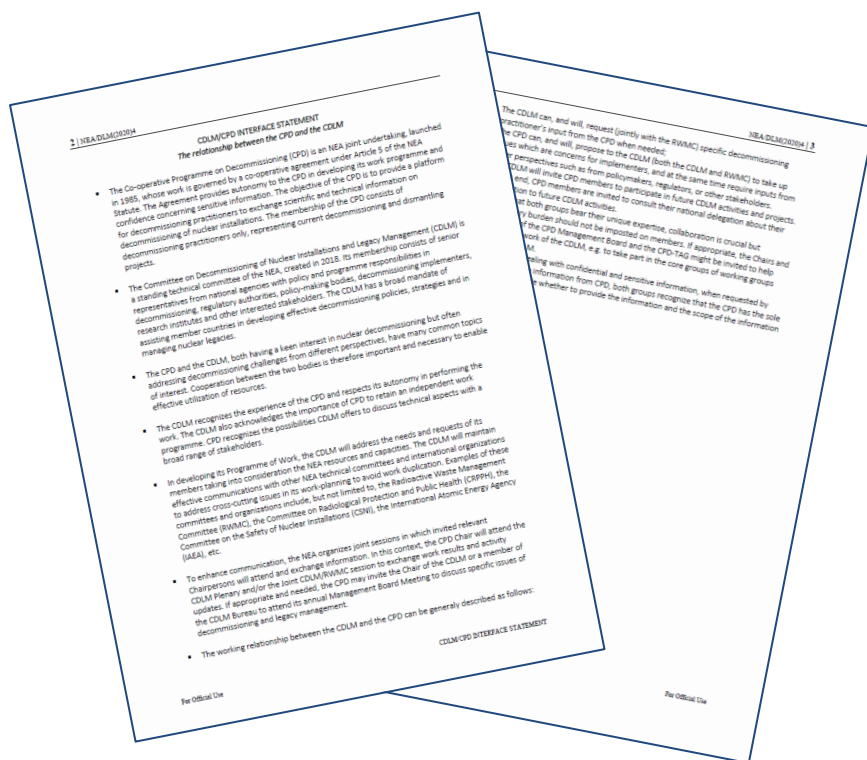 2 | NEA/DLM(2020)4
CDLM/CPD INTERFACE STATEMENT
The relationship between the CPD and the CDLM
▪ The Co-operative Programme on Decommissioning (CPD) is an NEA joint undertaking, launched
in 1985, whose work is governed by a co-operative agreement under Article 5 of the NEA
Statute. The Agreement provides autonomy to the CPD in developing its work programme and
confidence concerning sensitive information. The objective of the CPD is to provide a platform
for decommissioning practitioners to exchange scientific and technical information on
decommissioning of nuclear installations. The membership of the CPD consists of
decommissioning practitioners only, representing current decommissioning and dismantling
projects.
▪ The Committee on Decommissioning of Nuclear Installations and Legacy Management (CDLM) is
a standing technical committee of the NEA, created in 2018. Its membership consists of senior
representatives from national agencies with policy and programme responsibilities in
decommissioning, regulatory authorities, policy-making bodies, decommissioning implementers,
research institutes and other interested stakeholders. The CDLM has a broad mandate of
assisting member countries in developing effective decommissioning policies, strategies and in
managing nuclear legacies.
▪ The CPD and the CDLM, both having a keen interest in nuclear decommissioning but often
addressing decommissioning challenges from different perspectives, have many common topics
of interest. Cooperation between the two bodies is therefore important and necessary to enable
effective utilization of resources.
▪ The CDLM recognizes the experience of the CPD and respects its autonomy in performing the
work. The CDLM also acknowledges the importance of CPD to retain an independent work
programme. CPD recognizes the possibilities CDLM offers to discuss technical aspects with a
broad range of stakeholders.
▪ In developing its Programme of Work, the CDLM will address the needs and requests of its
members taking into consideration the NEA resources and capacities. The CDLM will maintain
effective communications with other NEA technical committees and international organizations
to address cross-cutting issues in its work-planning to avoid work duplication. Examples of these
committees and organizations include, but not limited to, the Radioactive Waste Management
Committee (RWMC), the Committee on Radiological Protection and Public Health (CRPPH), the
Committee on the Safety of Nuclear Installations (CSNI), the International Atomic Energy Agency
(IAEA), etc.
▪ To enhance communication, the NEA organizes joint sessions in which invited relevant
Chairpersons will attend and exchange information. In this context, the CPD Chair will attend the
CDLM Plenary and/or the Joint CDLM/RWMC session to exchange work results and activity
updates. If appropriate and needed, the CPD may invite the Chair of the CDLM or a member of
the CDLM Bureau to attend its annual Management Board Meeting to discuss specific issues of
decommissioning and legacy management.
▪ The working relationship between the CDLM and the CPD can be generaly described as follows:
CDLM/CPD INTERFACE STATEMENT
For Official Use
NEA/DLM(2020)4 | 3
The CDLM can, and will, request (jointly with the RWMC) specific decommissioning
practitioner's input from the CPD when needed;
the CPD can, and will, propose to the CDLM (both the CDLM and RWMC) to take up
which are concerns for implementers, and at the same time require inputs from
perspectives such as from policymakers, regulators, or other stakeholders.
CDLM will invite CPD members to participate in future CDLM activities and projects.
end, CPD members are invited to consult their national delegation about their
to future CDLM activities.
that both groups bear their unique expertise, collaboration is crucial but
burden should not be imposed on members. If appropriate, the Chairs and
of the CPD Management Board and the CPD-TAG might be invited to help
work of the CDLM, e.g. to take part in the core groups of working groups
dealing with confidential and sensitive information, when requested by
information from CPD, both groups recognize that the CPD has the sole
whether to provide the information and the scope of the information
For Official Use